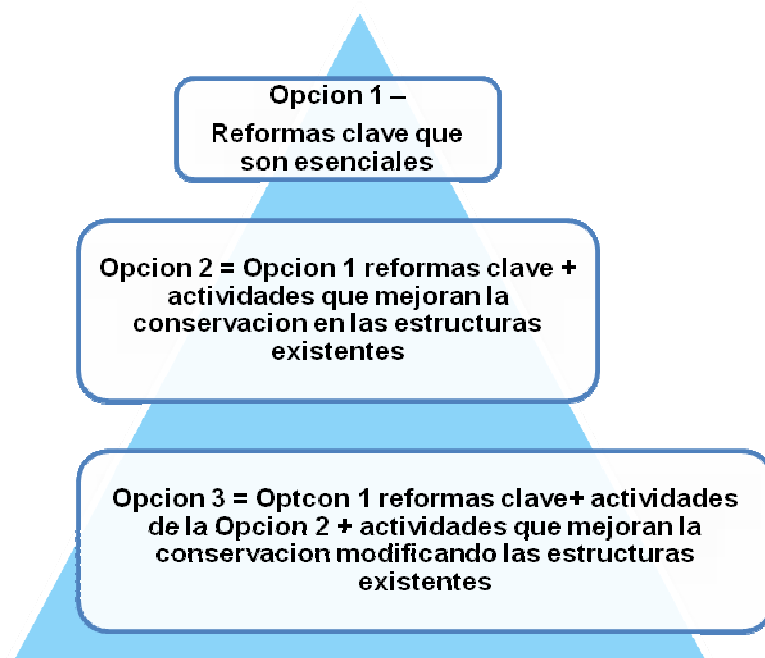 Opcion 1 –
Reformas clave que
son esenciales
Opcion 2 = Opcion 1 reformas clave +
actividades que mejoran la
conservacion en las estructuras
existentes
Opcion 3 = Optcon 1 reformas clave+ actividades
de la Opcion 2 + actividades que mejoran la
conservacion modificando las estructuras
existentes